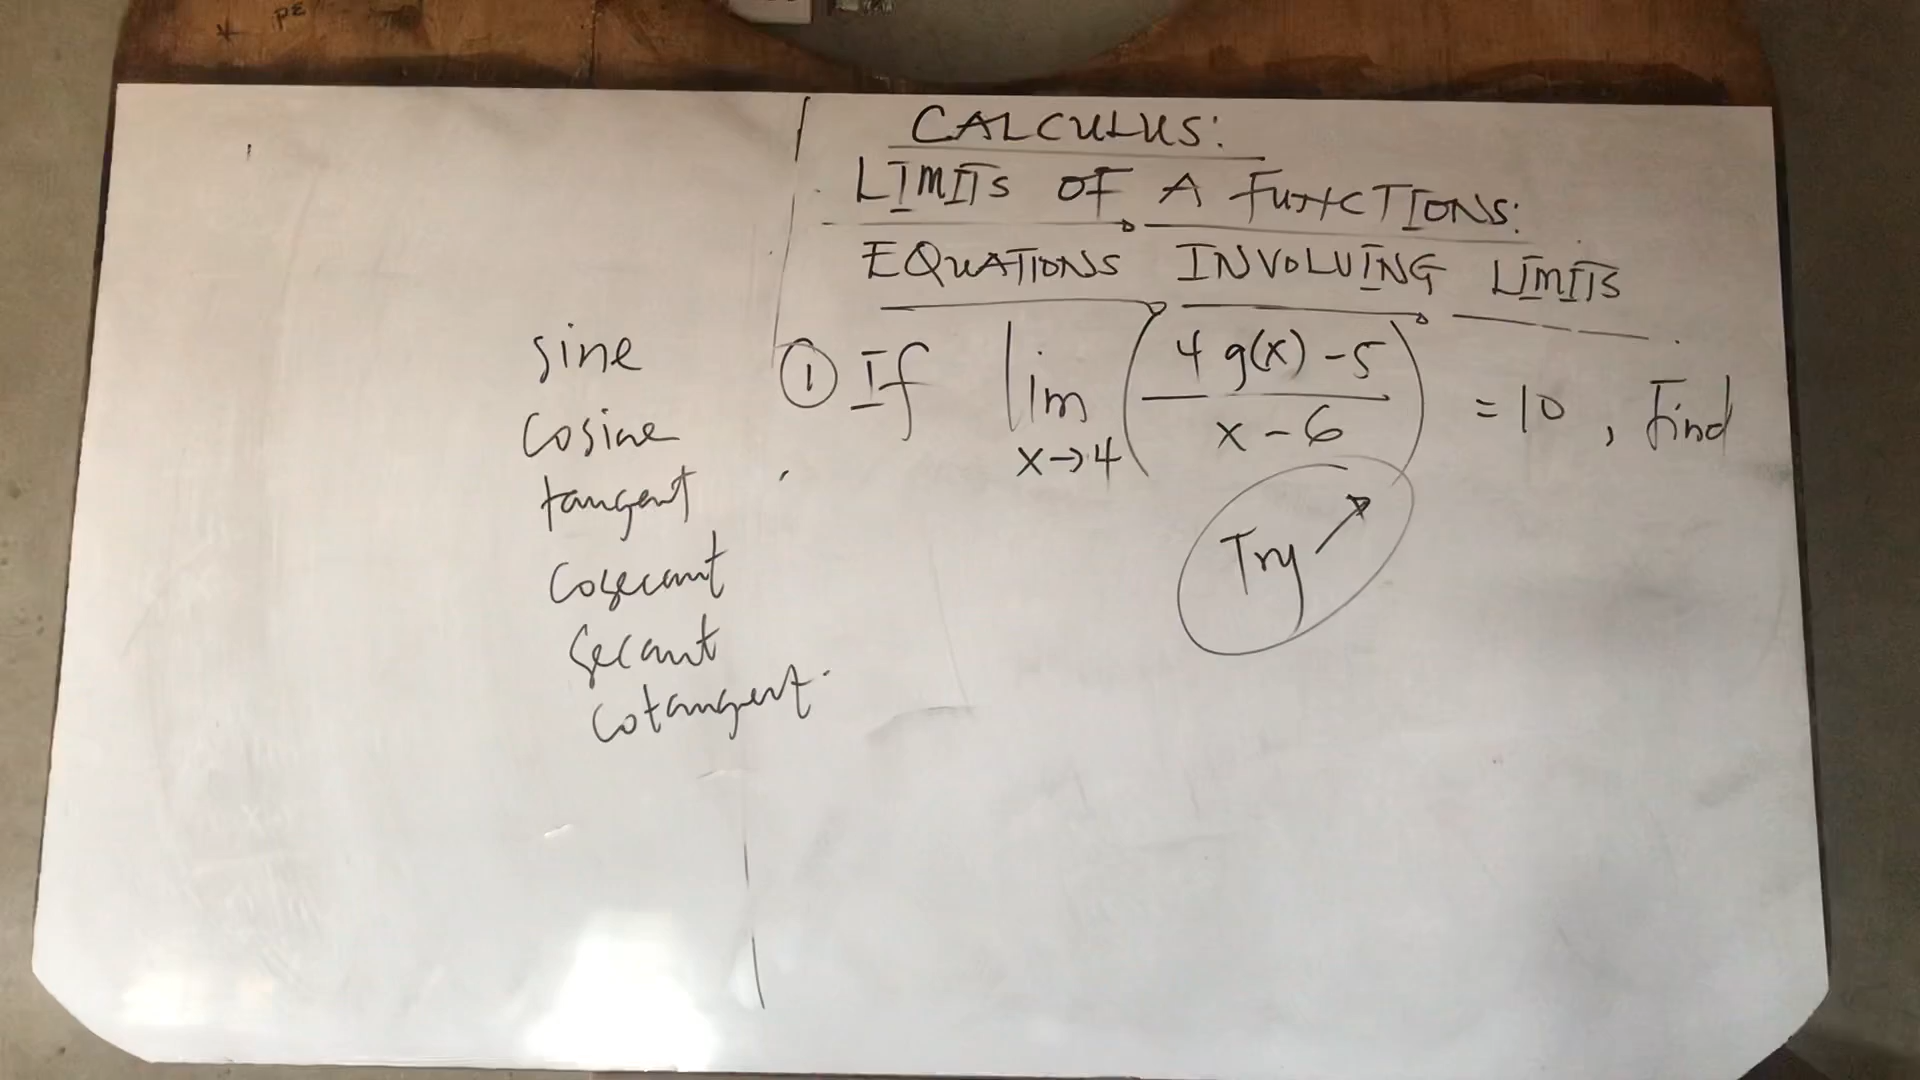 PE
CALCULUS:
LIMITS OF A FUNCTIONS:
EQUATIONS INVOLVING LIMITS
① If lim x→4 (4g(x) - 5 / x - 6) = 10, Find
Try ↗
sine
Cosine
tangent
Cosecant
Secant
Cotangent.